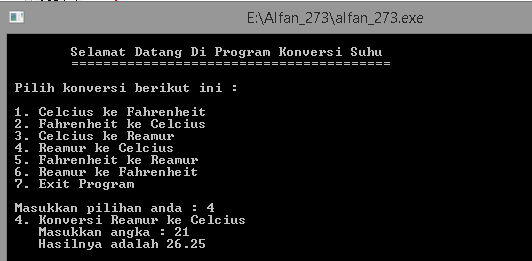 E:\Alfan_273\alfan_273.exe
Selamat Datang Di Program Konversi Suhu
========================================
Pilih konversi berikut ini :
1. Celcius ke Fahrenheit
2. Fahrenheit ke Celcius
3. Celcius ke Reamur
4. Reamur ke Celcius
5. Fahrenheit ke Reamur
6. Reamur ke Fahrenheit
7. Exit Program
Masukkan pilihan anda : 4
4. Konversi Reamur ke Celcius
Masukkan angka : 21
Hasilnya adalah 26.25